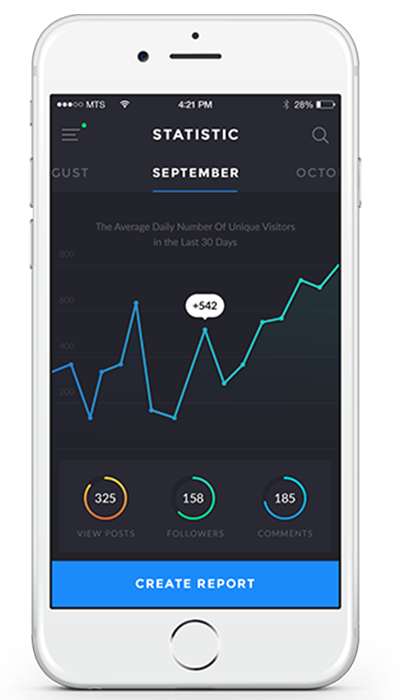 MTS 4:21 PM 28%
STATISTIC
GUST SEPTEMBER OCTO
The Average Daily Number Of Unique Visitors
in the Last 30 Days
800
600
+542
400
200
325 158 185
VIEW POSTS FOLLOWERS COMMENTS
CREATE REPORT